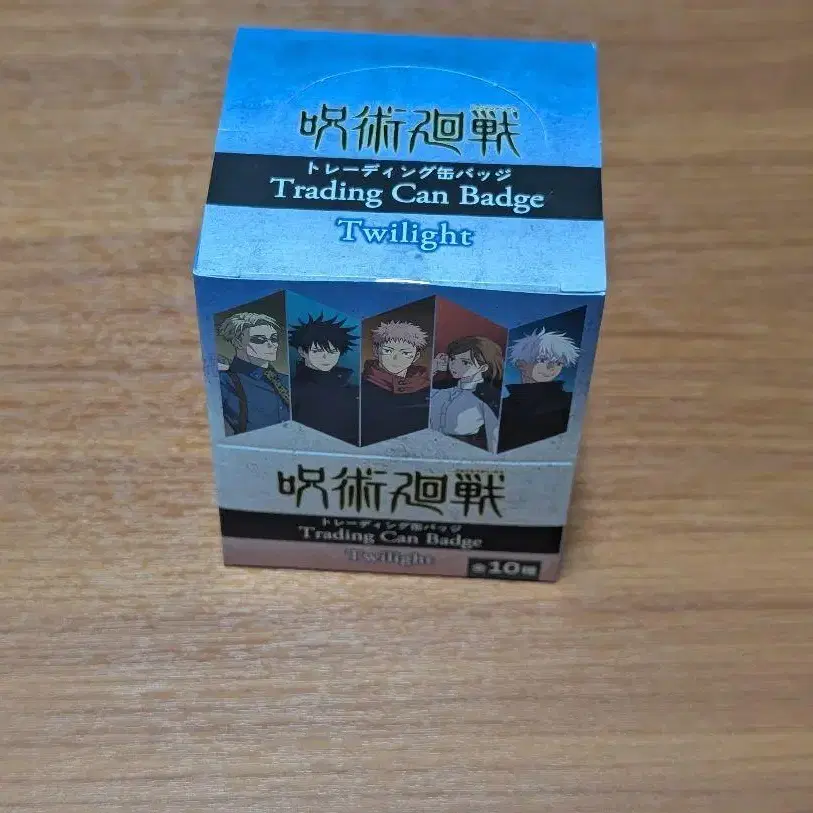 呪術廻戦
トレーディング缶バッジ
Trading Can Badge
Twilight
呪術廻戦
トレーディング缶バッジ
Trading Can Badge
Twilight
全10種